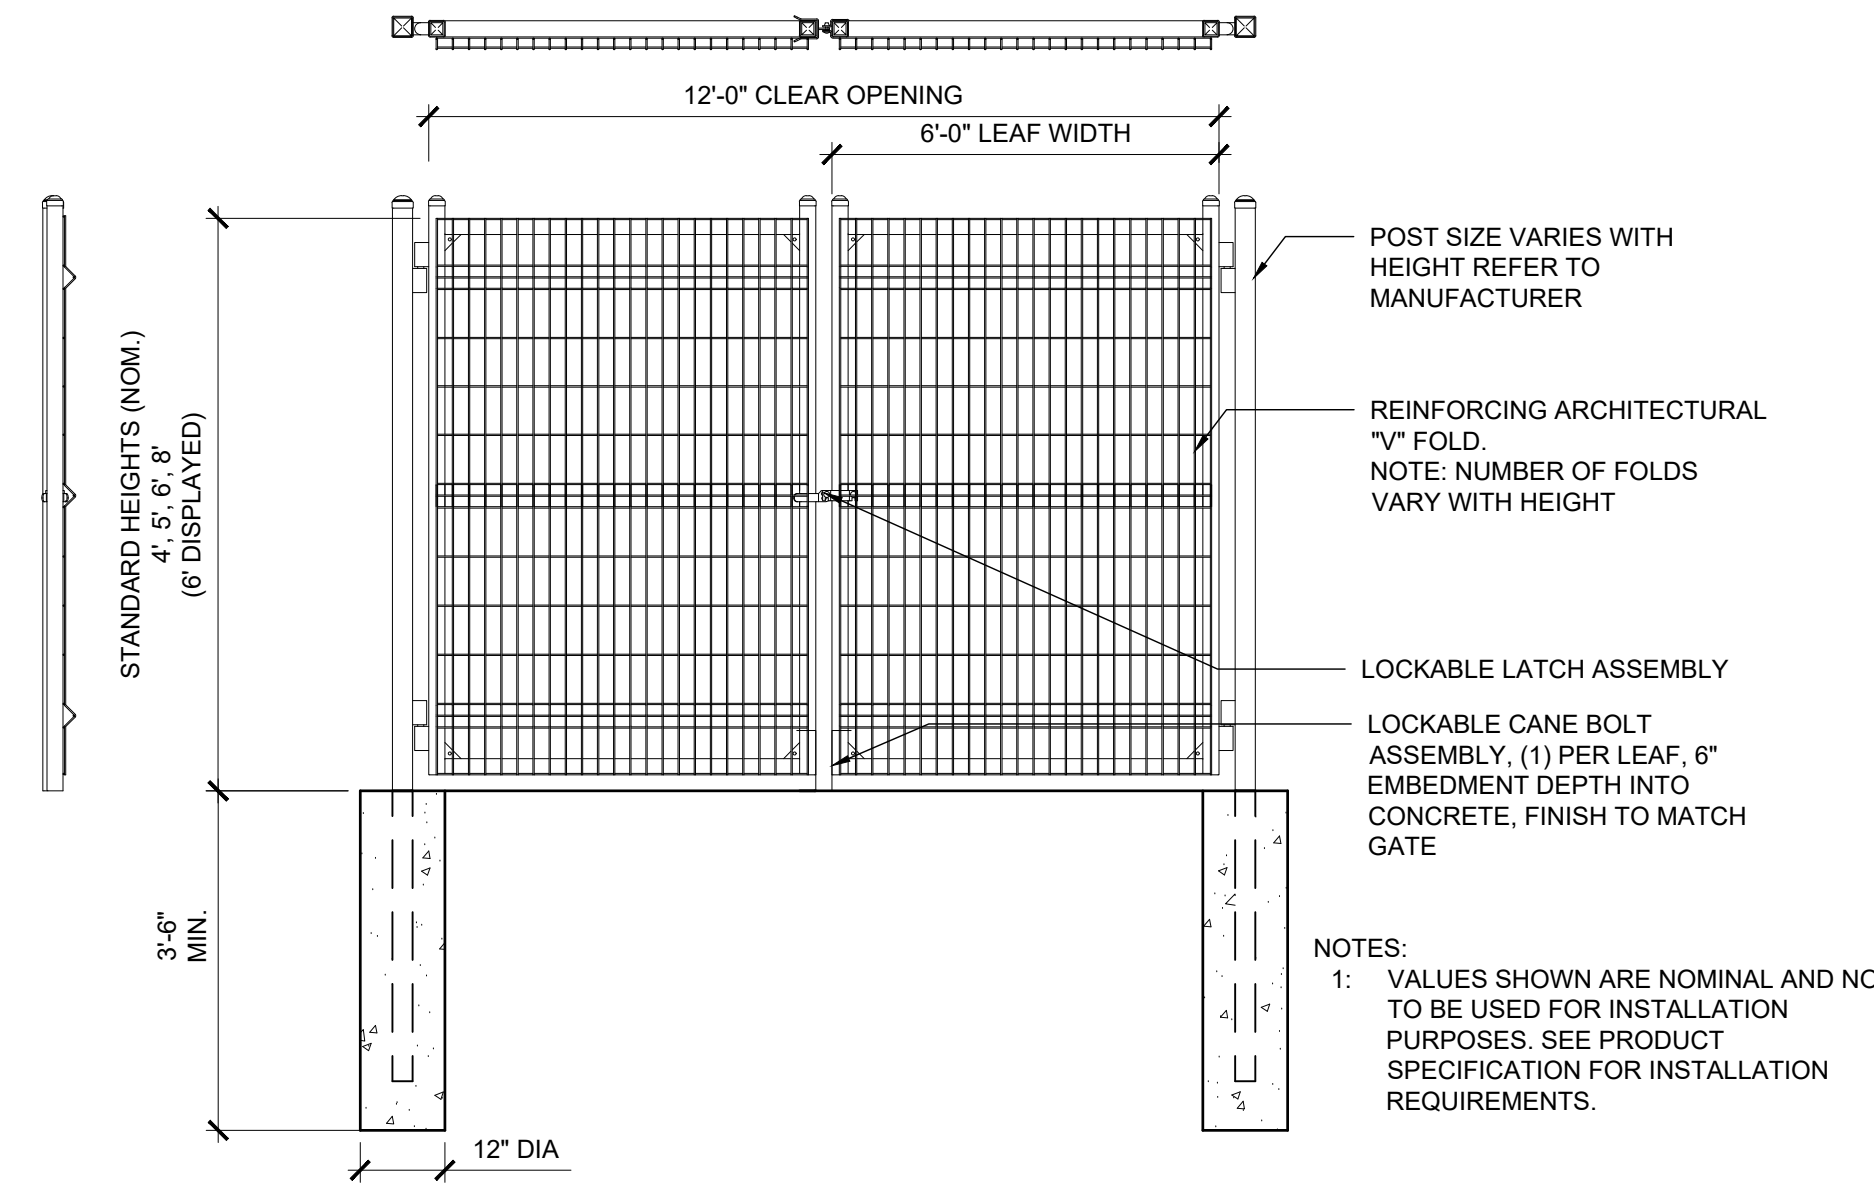 12'-0" CLEAR OPENING
6'-0" LEAF WIDTH
STANDARD HEIGHTS (NOM.)
4', 5', 6', 8'
(6' DISPLAYED)
POST SIZE VARIES WITH
HEIGHT REFER TO
MANUFACTURER
REINFORCING ARCHITECTURAL
"V" FOLD.
NOTE: NUMBER OF FOLDS
VARY WITH HEIGHT
LOCKABLE LATCH ASSEMBLY
LOCKABLE CANE BOLT
ASSEMBLY, (1) PER LEAF, 6"
EMBEDMENT DEPTH INTO
CONCRETE, FINISH TO MATCH
GATE
3'-6"
MIN.
12" DIA
NOTES:
1: VALUES SHOWN ARE NOMINAL AND
TO BE USED FOR INSTALLATION
PURPOSES. SEE PRODUCT
SPECIFICATION FOR INSTALLATION
REQUIREMENTS.